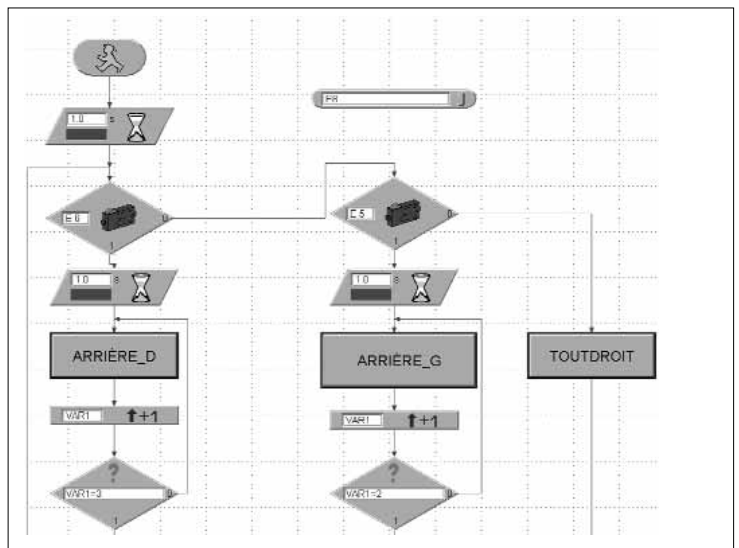 1.0 s
E 6 0
1
E 5 0
1
1.0 s
1.0 s
ARRIÈRE_D
ARRIÈRE_G
TOUTDROIT
VAR1 +1
VAR1 +1
?
VAR1=3 0
1
?
VAR1=2 0
1